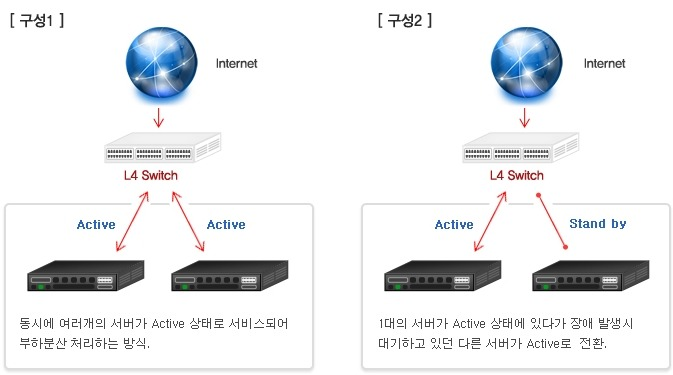 [ 구성1 ]
Internet
L4 Switch
Active
Active
동시에 여러개의 서버가 Active 상태로 서비스되어
부하분산 처리하는 방식.
[ 구성2 ]
Internet
L4 Switch
Active
Stand by
1대의 서버가 Active 상태에 있다가 장애 발생시
대기하고 있던 다른 서버가 Active로 전환.